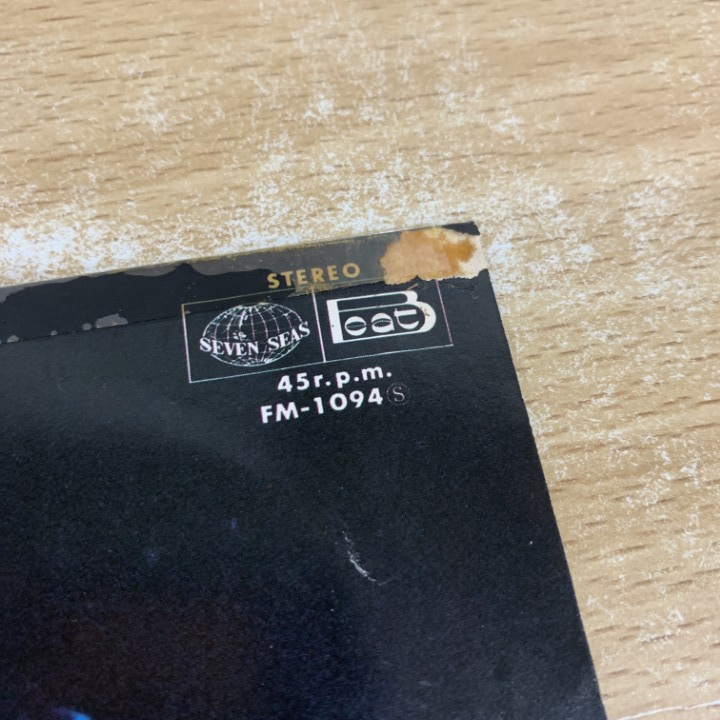 STEREO
SEVEN SEAS
Beat
45r.p.m.
FM-1094Ⓢ